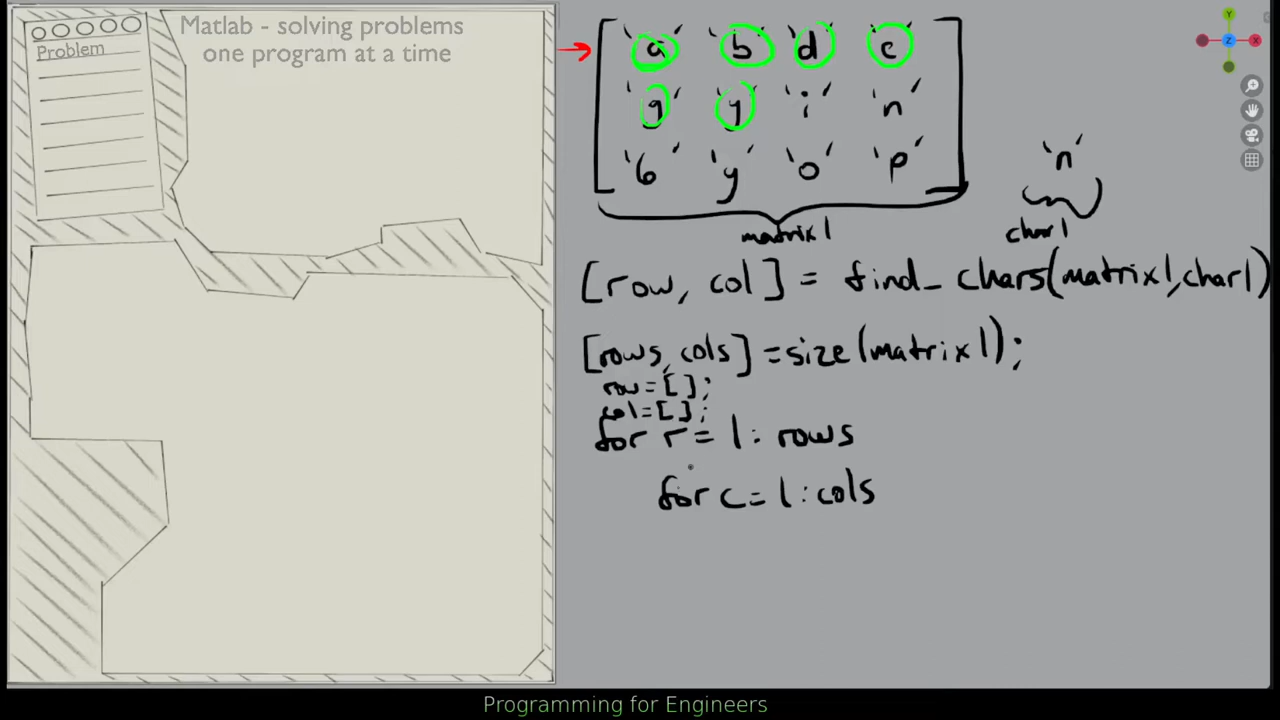 Problem
Matlab - solving problems
one program at a time
'a' 'b' 'd' 'e'
'q' 'y' 'i' 'n'
'6' 'y' 'o' 'p'
matrix1
'n'
char1
[row, col] = find_chars(matrix1,char1)
[rows,cols] =size(matrix1);
row=[];
col=[];
for r= 1: rows
for c= 1:cols
Programming for Engineers
Y
Z
X